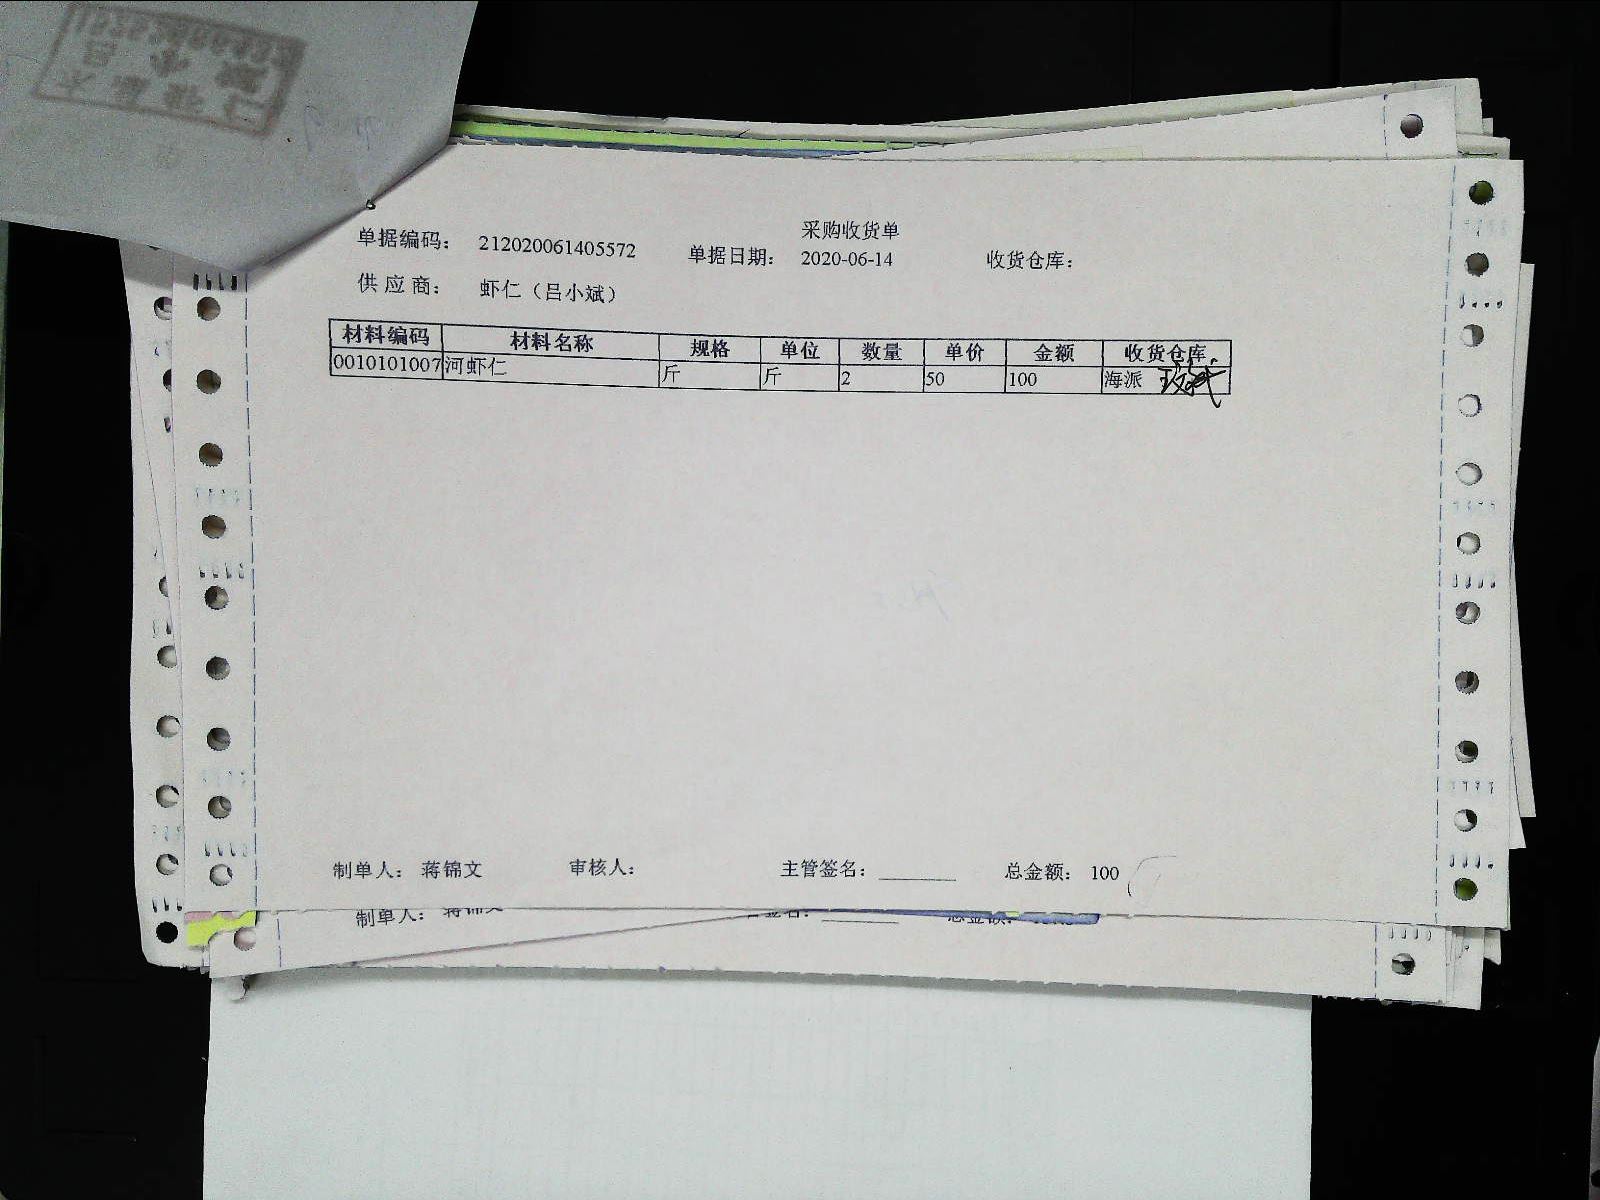 采购收货单
单据编码： 212020061405572 单据日期： 2020-06-14 收货仓库：
供 应 商： 虾仁（吕小斌）
材料编码 材料名称 规格 单位 数量 单价 金额 收货仓库
0010101007 河虾仁 斤 斤 2 50 100 海派
制单人： 蒋锦文 审核人： 主管签名：________ 总金额： 100
制单人： 蒋锦文